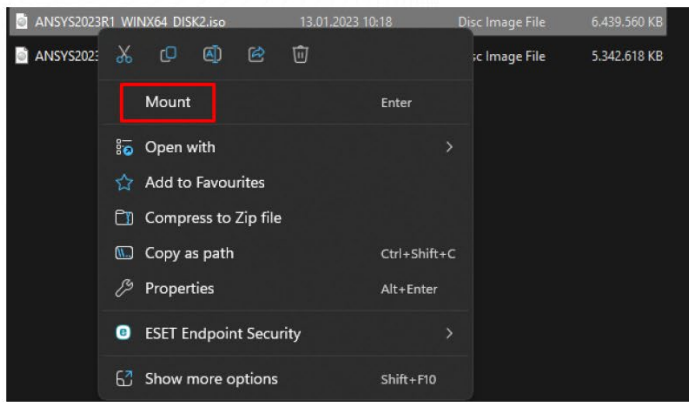 ANSYS2023R1_WINX64_DISK2.iso 13.01.2023 10:18 Disc Image File 6.439.560 KB
ANSYS2023 sc Image File 5.342.618 KB
Mount Enter
Open with
Add to Favourites
Compress to Zip file
Copy as path Ctrl+Shift+C
Properties Alt+Enter
ESET Endpoint Security
Show more options Shift+F10